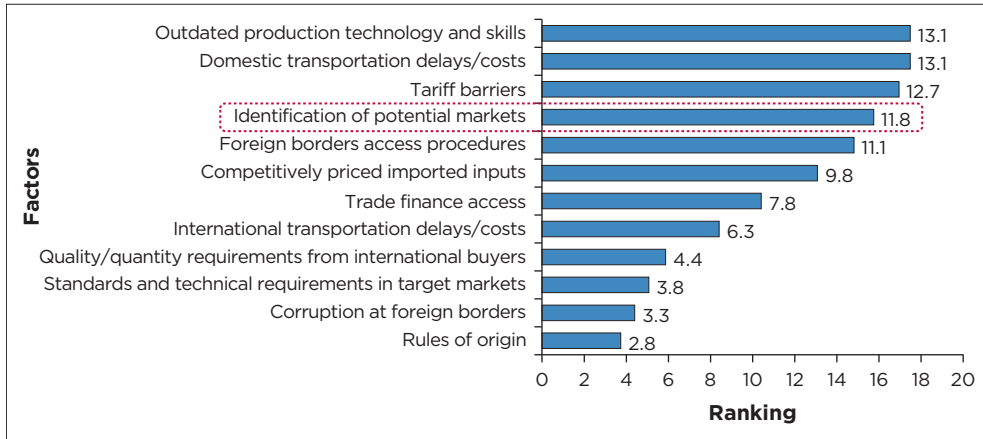 Outdated production technology and skills 13.1
Domestic transportation delays/costs 13.1
Tariff barriers 12.7
Identification of potential markets 11.8
Foreign borders access procedures 11.1
Competitively priced imported inputs 9.8
Trade finance access 7.8
International transportation delays/costs 6.3
Quality/quantity requirements from international buyers 4.4
Standards and technical requirements in target markets 3.8
Corruption at foreign borders 3.3
Rules of origin 2.8
Factors
0 2 4 6 8 10 12 14 16 18 20
Ranking